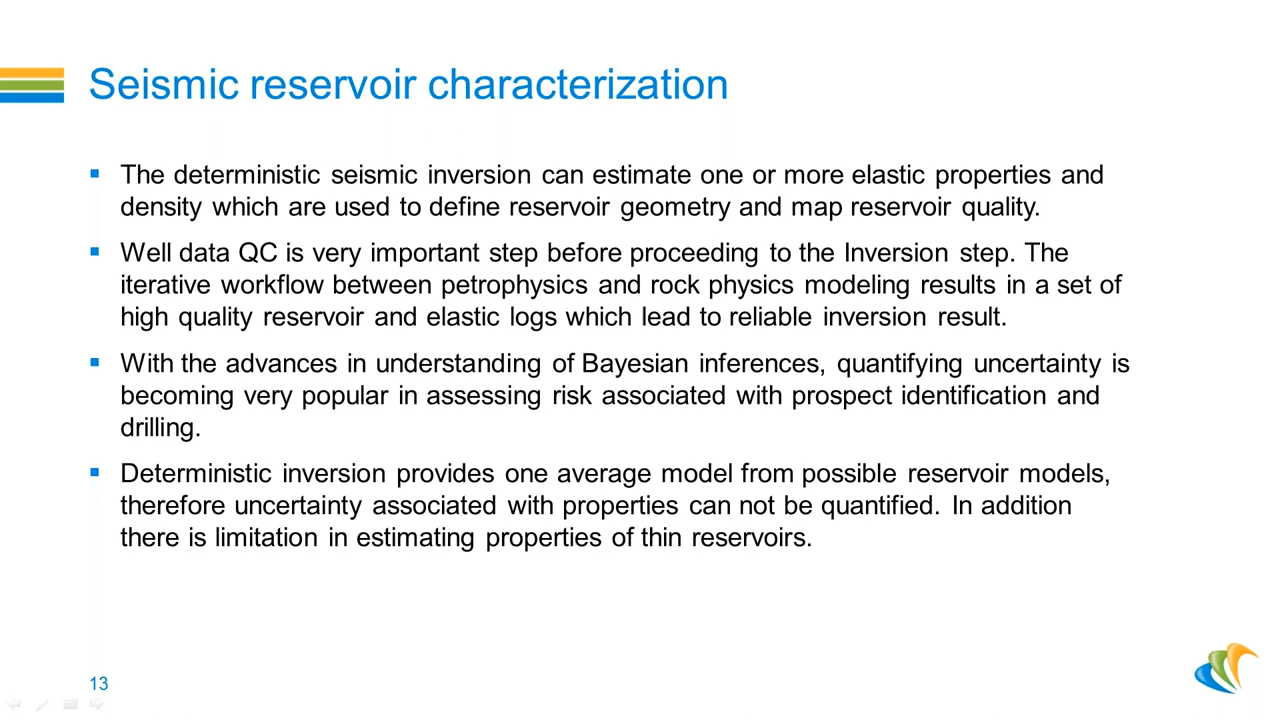 Seismic reservoir characterization
▪ The deterministic seismic inversion can estimate one or more elastic properties and
density which are used to define reservoir geometry and map reservoir quality.
▪ Well data QC is very important step before proceeding to the Inversion step. The
iterative workflow between petrophysics and rock physics modeling results in a set of
high quality reservoir and elastic logs which lead to reliable inversion result.
▪ With the advances in understanding of Bayesian inferences, quantifying uncertainty is
becoming very popular in assessing risk associated with prospect identification and
drilling.
▪ Deterministic inversion provides one average model from possible reservoir models,
therefore uncertainty associated with properties can not be quantified. In addition
there is limitation in estimating properties of thin reservoirs.
13